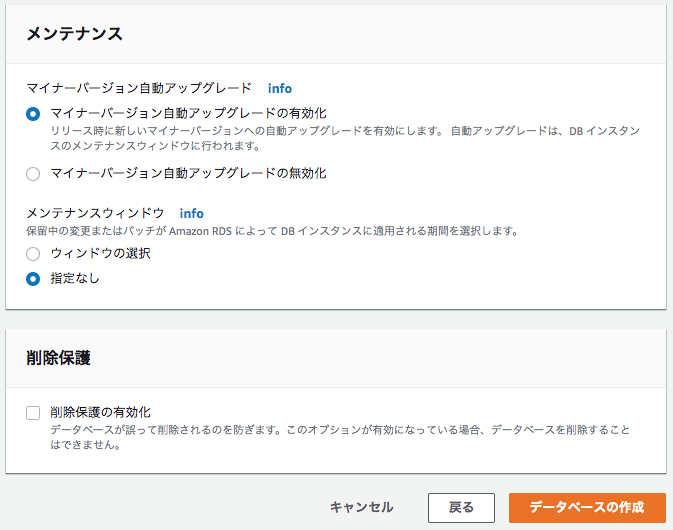 メンテナンス
マイナーバージョン自動アップグレード info
マイナーバージョン自動アップグレードの有効化
リリース時に新しいマイナーバージョンへの自動アップグレードを有効にします。 自動アップグレードは、DB インスタン
スのメンテナンスウィンドウに行われます。
マイナーバージョン自動アップグレードの無効化
メンテナンスウィンドウ info
保留中の変更またはパッチが Amazon RDS によって DB インスタンスに適用される期間を選択します。
ウィンドウの選択
指定なし
削除保護
削除保護の有効化
データベースが誤って削除されるのを防ぎます。このオプションが有効になっている場合、データベースを削除すること
はできません。
キャンセル 戻る データベースの作成